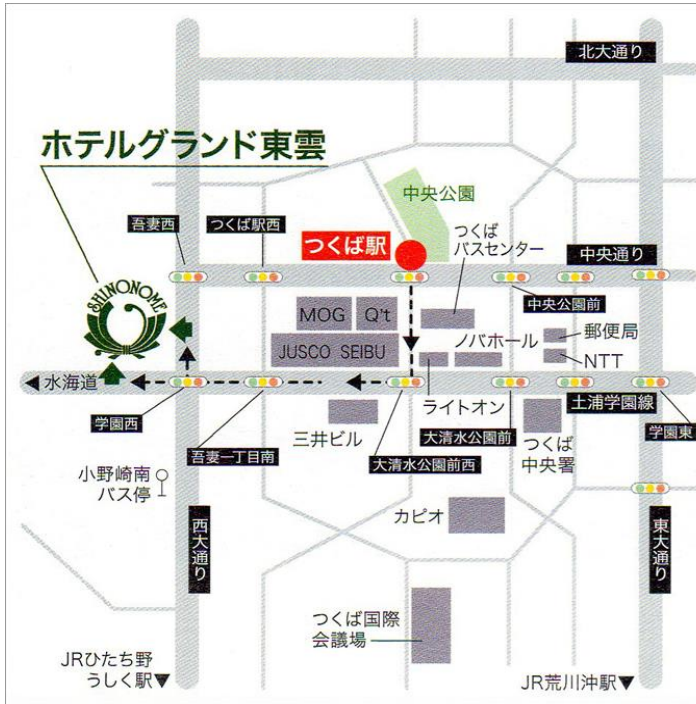 北大通り
ホテルグランド東雲
中央公園
つくば
バスセンター
吾妻西
つくば駅西
つくば駅
中央通り
中央公園前
SHINONOME
MOG
Q't
JUSCO SEIBU
ノバホール
郵便局
NTT
水海道
ライトオン
土浦学園線
学園西
三井ビル
大清水公園前
つくば
中央署
学園東
吾妻一丁目南
大清水公園前西
小野崎南
バス停
カピオ
西大通り
東大通り
つくば国際
会議場
JRひたち野
うしく駅
JR荒川沖駅